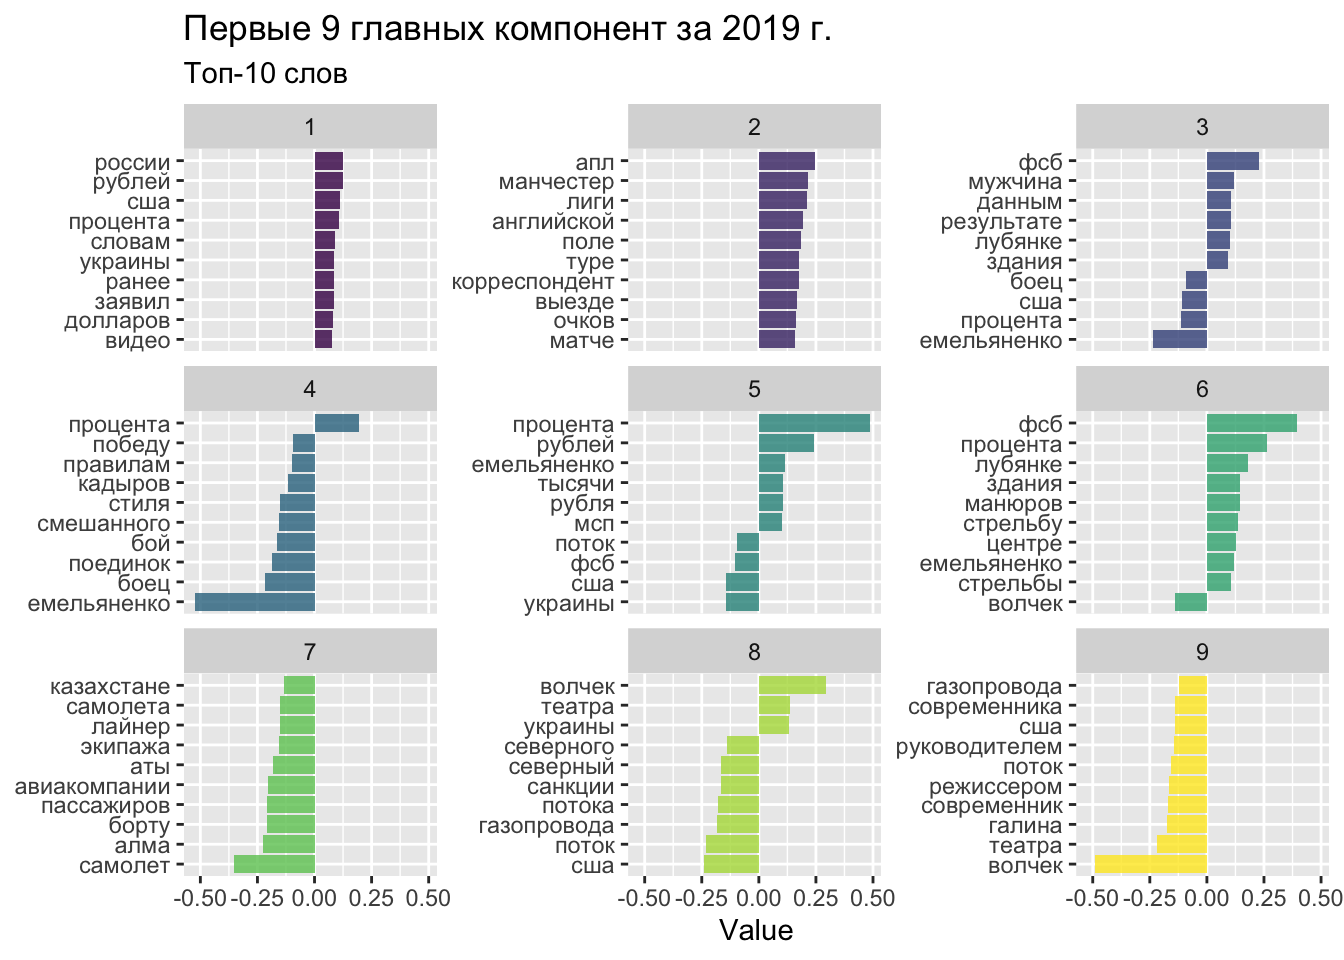 Первые 9 главных компонент за 2019 г.
Топ-10 слов
1
россии
рублей
сша
процента
словам
украины
ранее
заявил
долларов
видео
2
апл
манчестер
лиги
английской
поле
туре
корреспондент
выезде
очков
матче
3
фсб
мужчина
данным
результате
лубянке
здания
боец
сша
процента
емельяненко
4
процента
победу
правилам
кадыров
стиля
смешанного
бой
поединок
боец
емельяненко
5
процента
рублей
емельяненко
тысячи
рубля
мсп
поток
фсб
сша
украины
6
фсб
процента
лубянке
здания
манюров
стрельбу
центре
емельяненко
стрельбы
волчек
7
казахстане
самолета
лайнер
экипажа
аты
авиакомпании
пассажиров
борту
алма
самолет
8
волчек
театра
украины
северного
северный
санкции
потока
газопровода
поток
сша
9
газопровода
современника
сша
руководителем
поток
режиссером
современник
галина
театра
волчек
-0.50 -0.25 0.00 0.25 0.50
-0.50 -0.25 0.00 0.25 0.50
-0.50 -0.25 0.00 0.25 0.50
Value